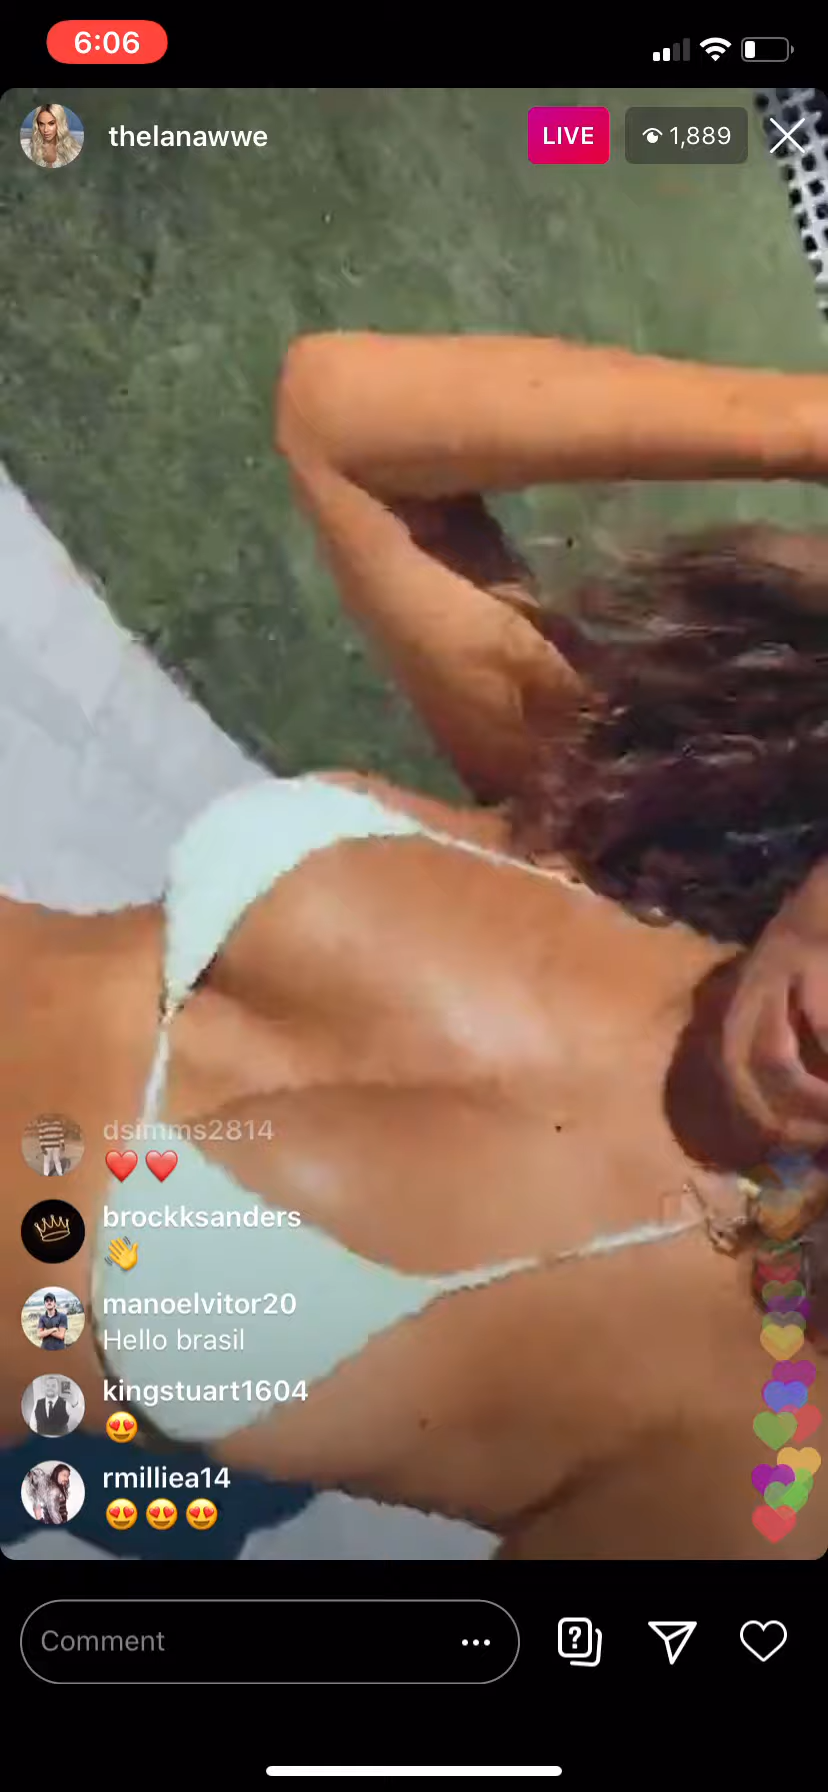 6:06
thelanawwe
LIVE
1,889
dsimms2814
❤️❤️
brockksanders
👋
manoelvitor20
Hello brasil
kingstuart1604
😍
rmilliea14
😍😍😍
Comment